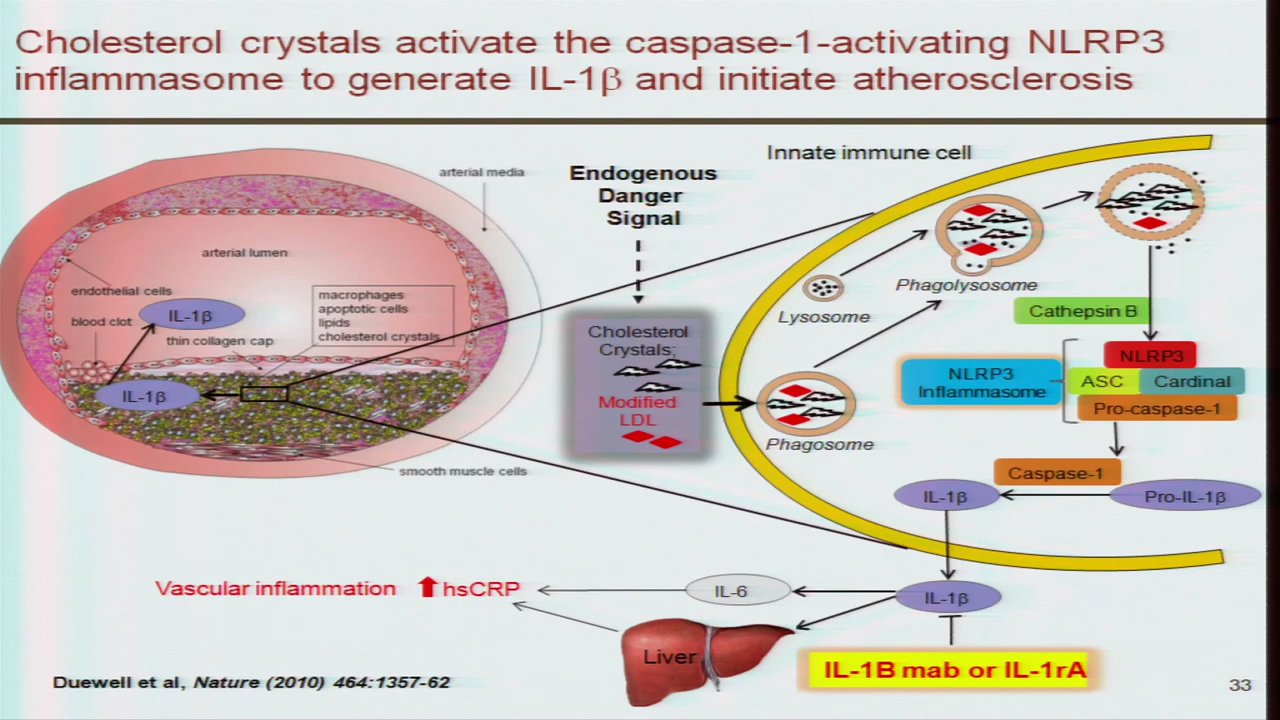 Cholesterol crystals activate the caspase-1-activating NLRP3
inflammasome to generate IL-1β and initiate atherosclerosis
arterial media
arterial lumen
endothelial cells
blood clot
IL-1β
thin collagen cap
macrophages
apoptotic cells
lipids
cholesterol crystals
IL-1β
smooth muscle cells
Endogenous
Danger
Signal
Cholesterol
Crystals;
Modified
LDL
Innate immune cell
Lysosome
Phagolysosome
Phagosome
Cathepsin B
NLRP3
Inflammasome
NLRP3
ASC
Cardinal
Pro-caspase-1
Caspase-1
IL-1β
Pro-IL-1β
Vascular inflammation
hsCRP
IL-6
IL-1β
Liver
IL-1B mab or IL-1rA
Duewell et al, Nature (2010) 464:1357-62
33